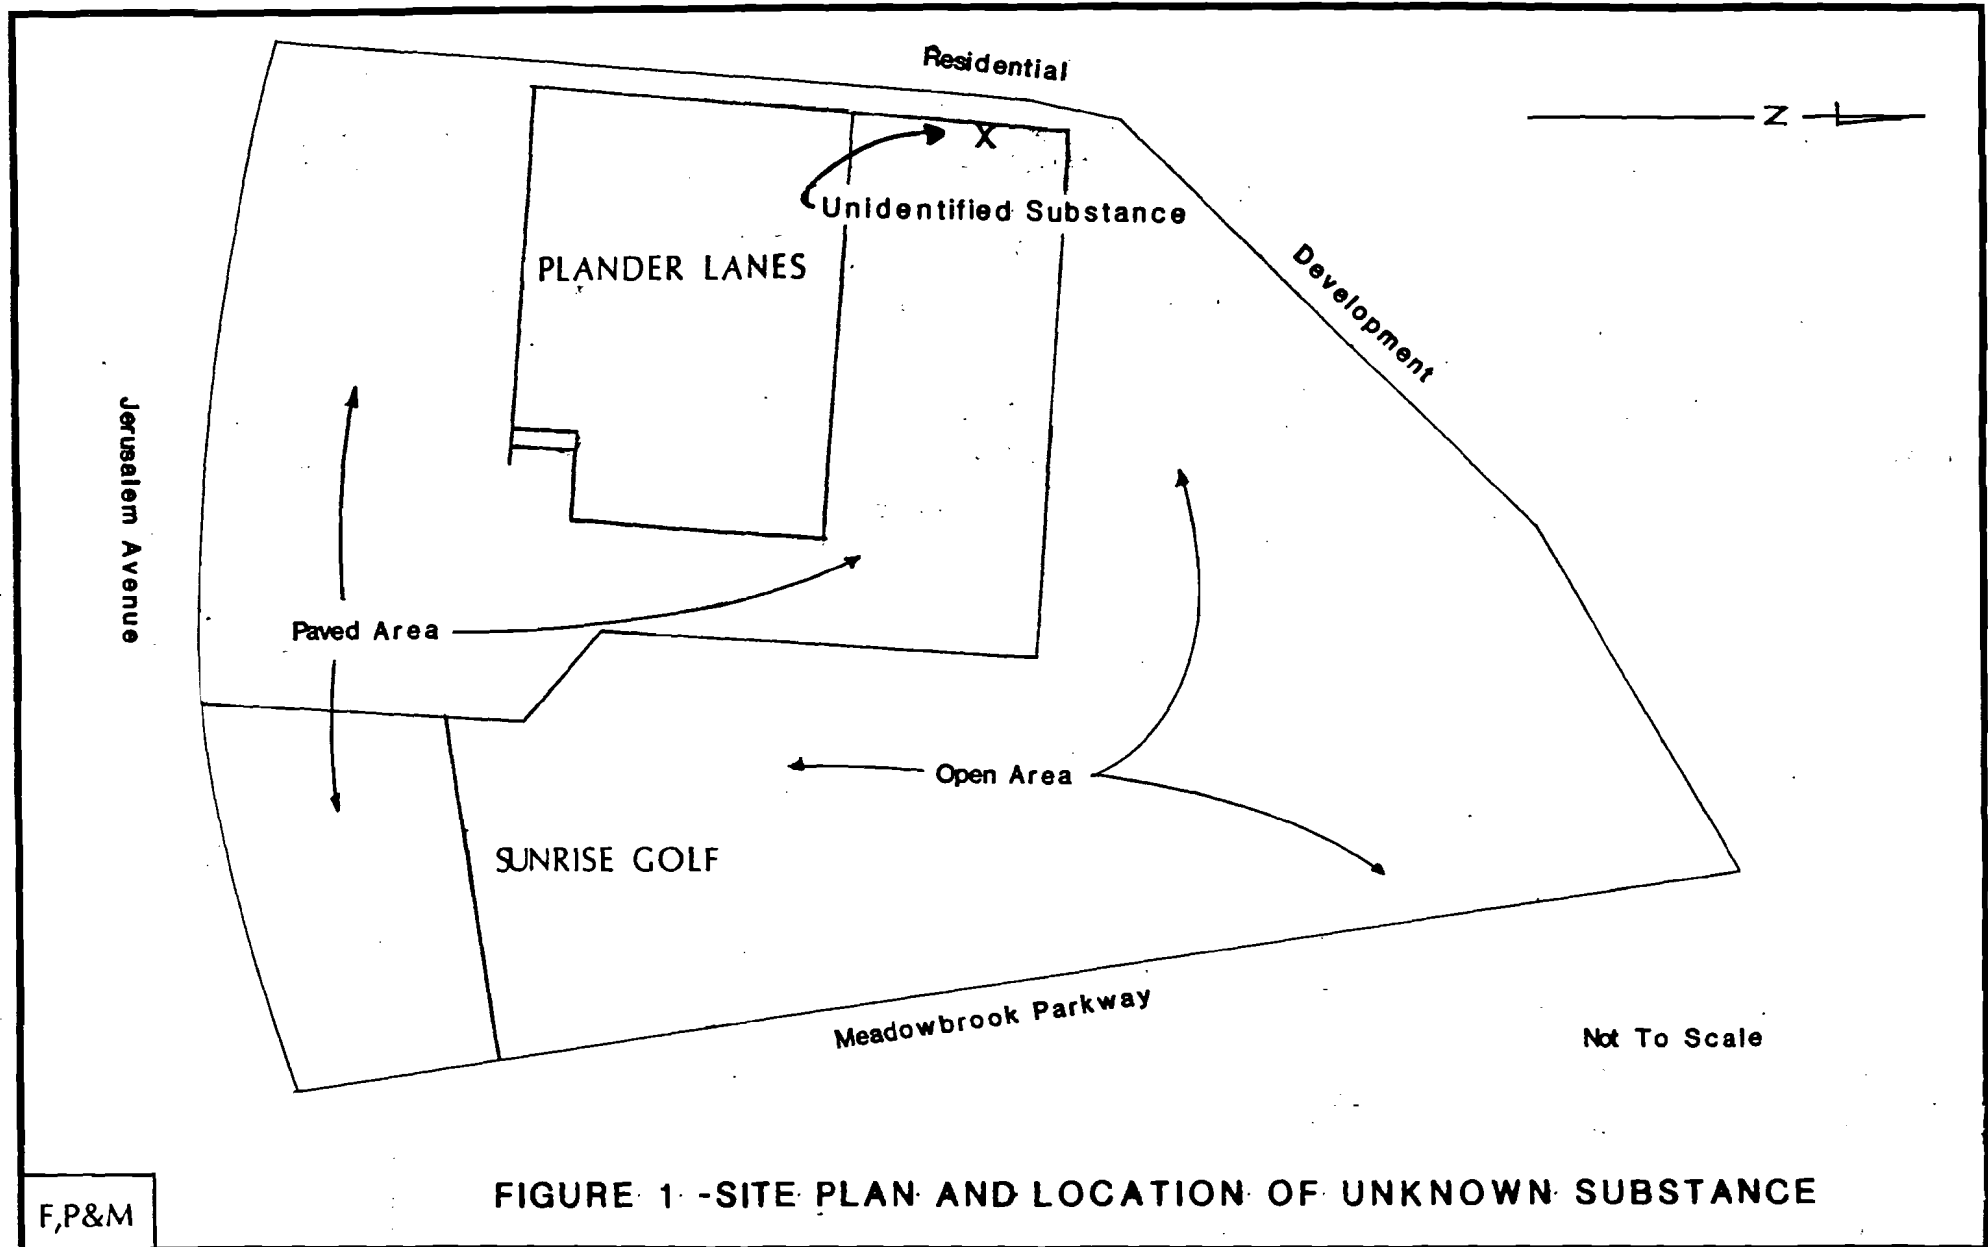 Residential
N
X
Unidentified Substance
PLANDER LANES
Development
Jerusalem Avenue
Paved Area
Open Area
SUNRISE GOLF
Meadowbrook Parkway
Not To Scale
FIGURE 1 -SITE PLAN AND LOCATION OF UNKNOWN SUBSTANCE
F,P&M